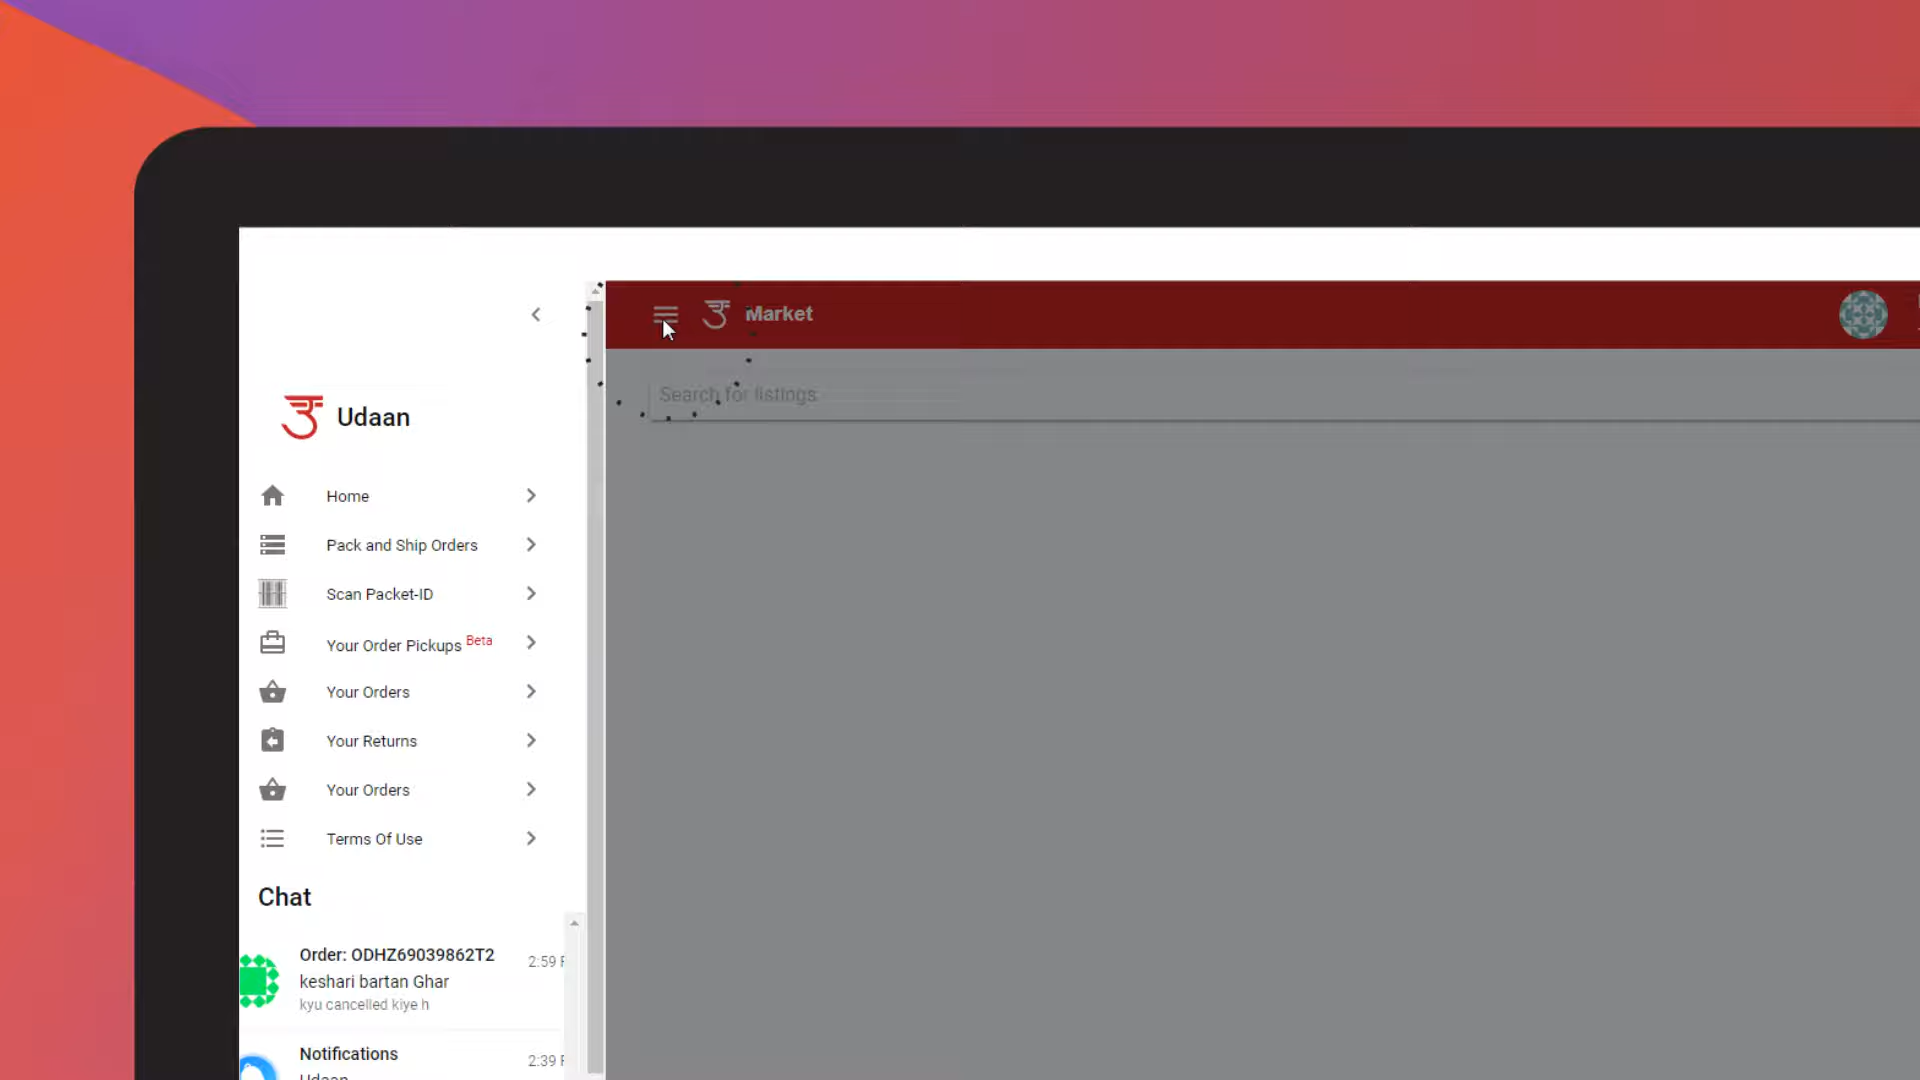 Market
Search for listings
उ Udaan
Home
Pack and Ship Orders
Scan Packet-ID
Your Order Pickups Beta
Your Orders
Your Returns
Your Orders
Terms Of Use
Chat
Order: ODHZ69039862T2
2:59
keshari bartan Ghar
kyu cancelled kiye h
Notifications
2:39
Udaan